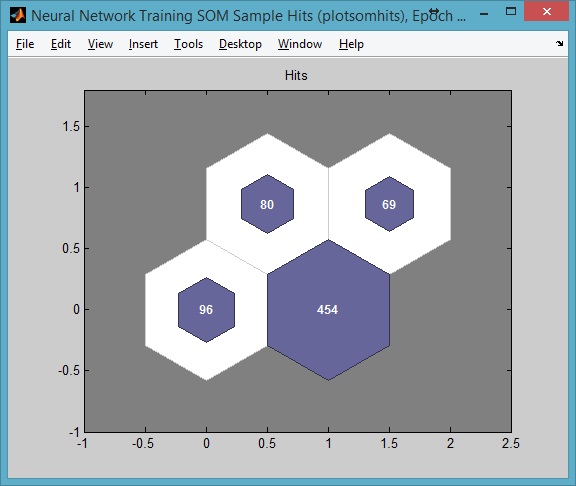 Neural Network Training SOM Sample Hits (plotsomhits), Epoch ...
File Edit View Insert Tools Desktop Window Help
Hits
1.5
1
80 69
0.5
0
96 454
-0.5
-1
-1 -0.5 0 0.5 1 1.5 2 2.5